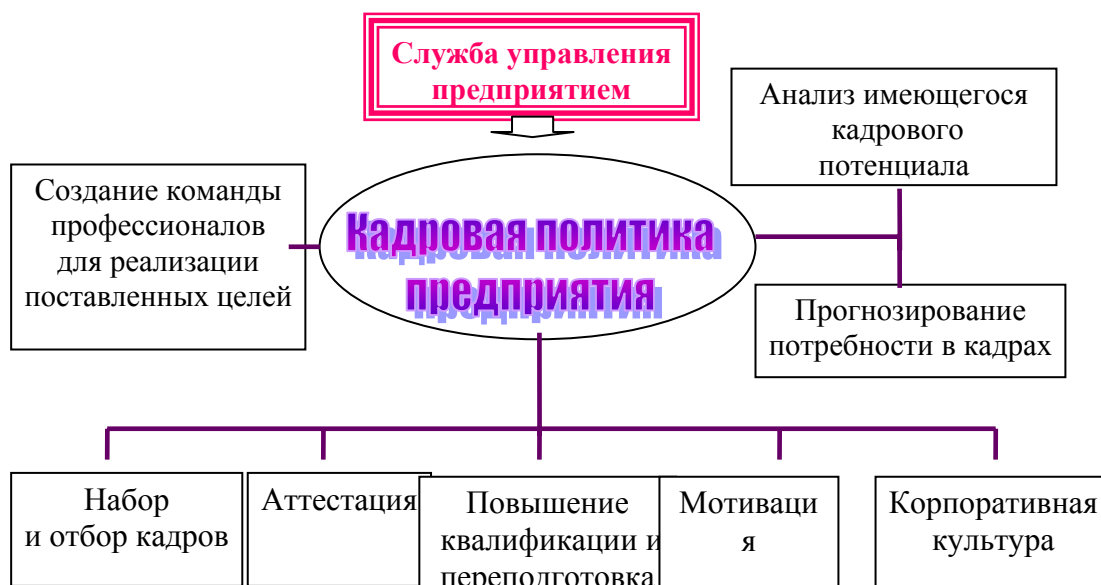 Служба управления
предприятием
Анализ имеющегося
кадрового
потенциала
Создание команды
профессионалов
для реализации
поставленных целей
Кадровая политика
предприятия
Прогнозирование
потребности в кадрах
Набор
и отбор кадров
Аттестация
Повышение
квалификации и
переподготовка
Мотиваци
я
Корпоративная
культура